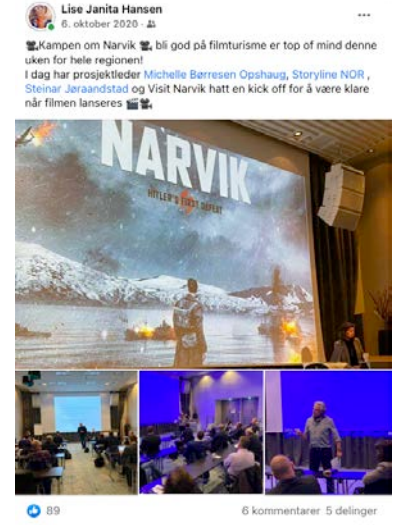 Lise Janita Hansen
6. oktober 2020 ·
Kampen om Narvik, bli god på filmturisme er top of mind denne
uken for hele regionen!
I dag har prosjektleder Michelle Børresen Opshaug, Storyline NOR ,
Steinar Jøraandstad og Visit Narvik hatt en kick off for å være klare
når filmen lanseres
NARVIK
HITLER'S FIRST DEFEAT
89
6 kommentarer 5 delinger